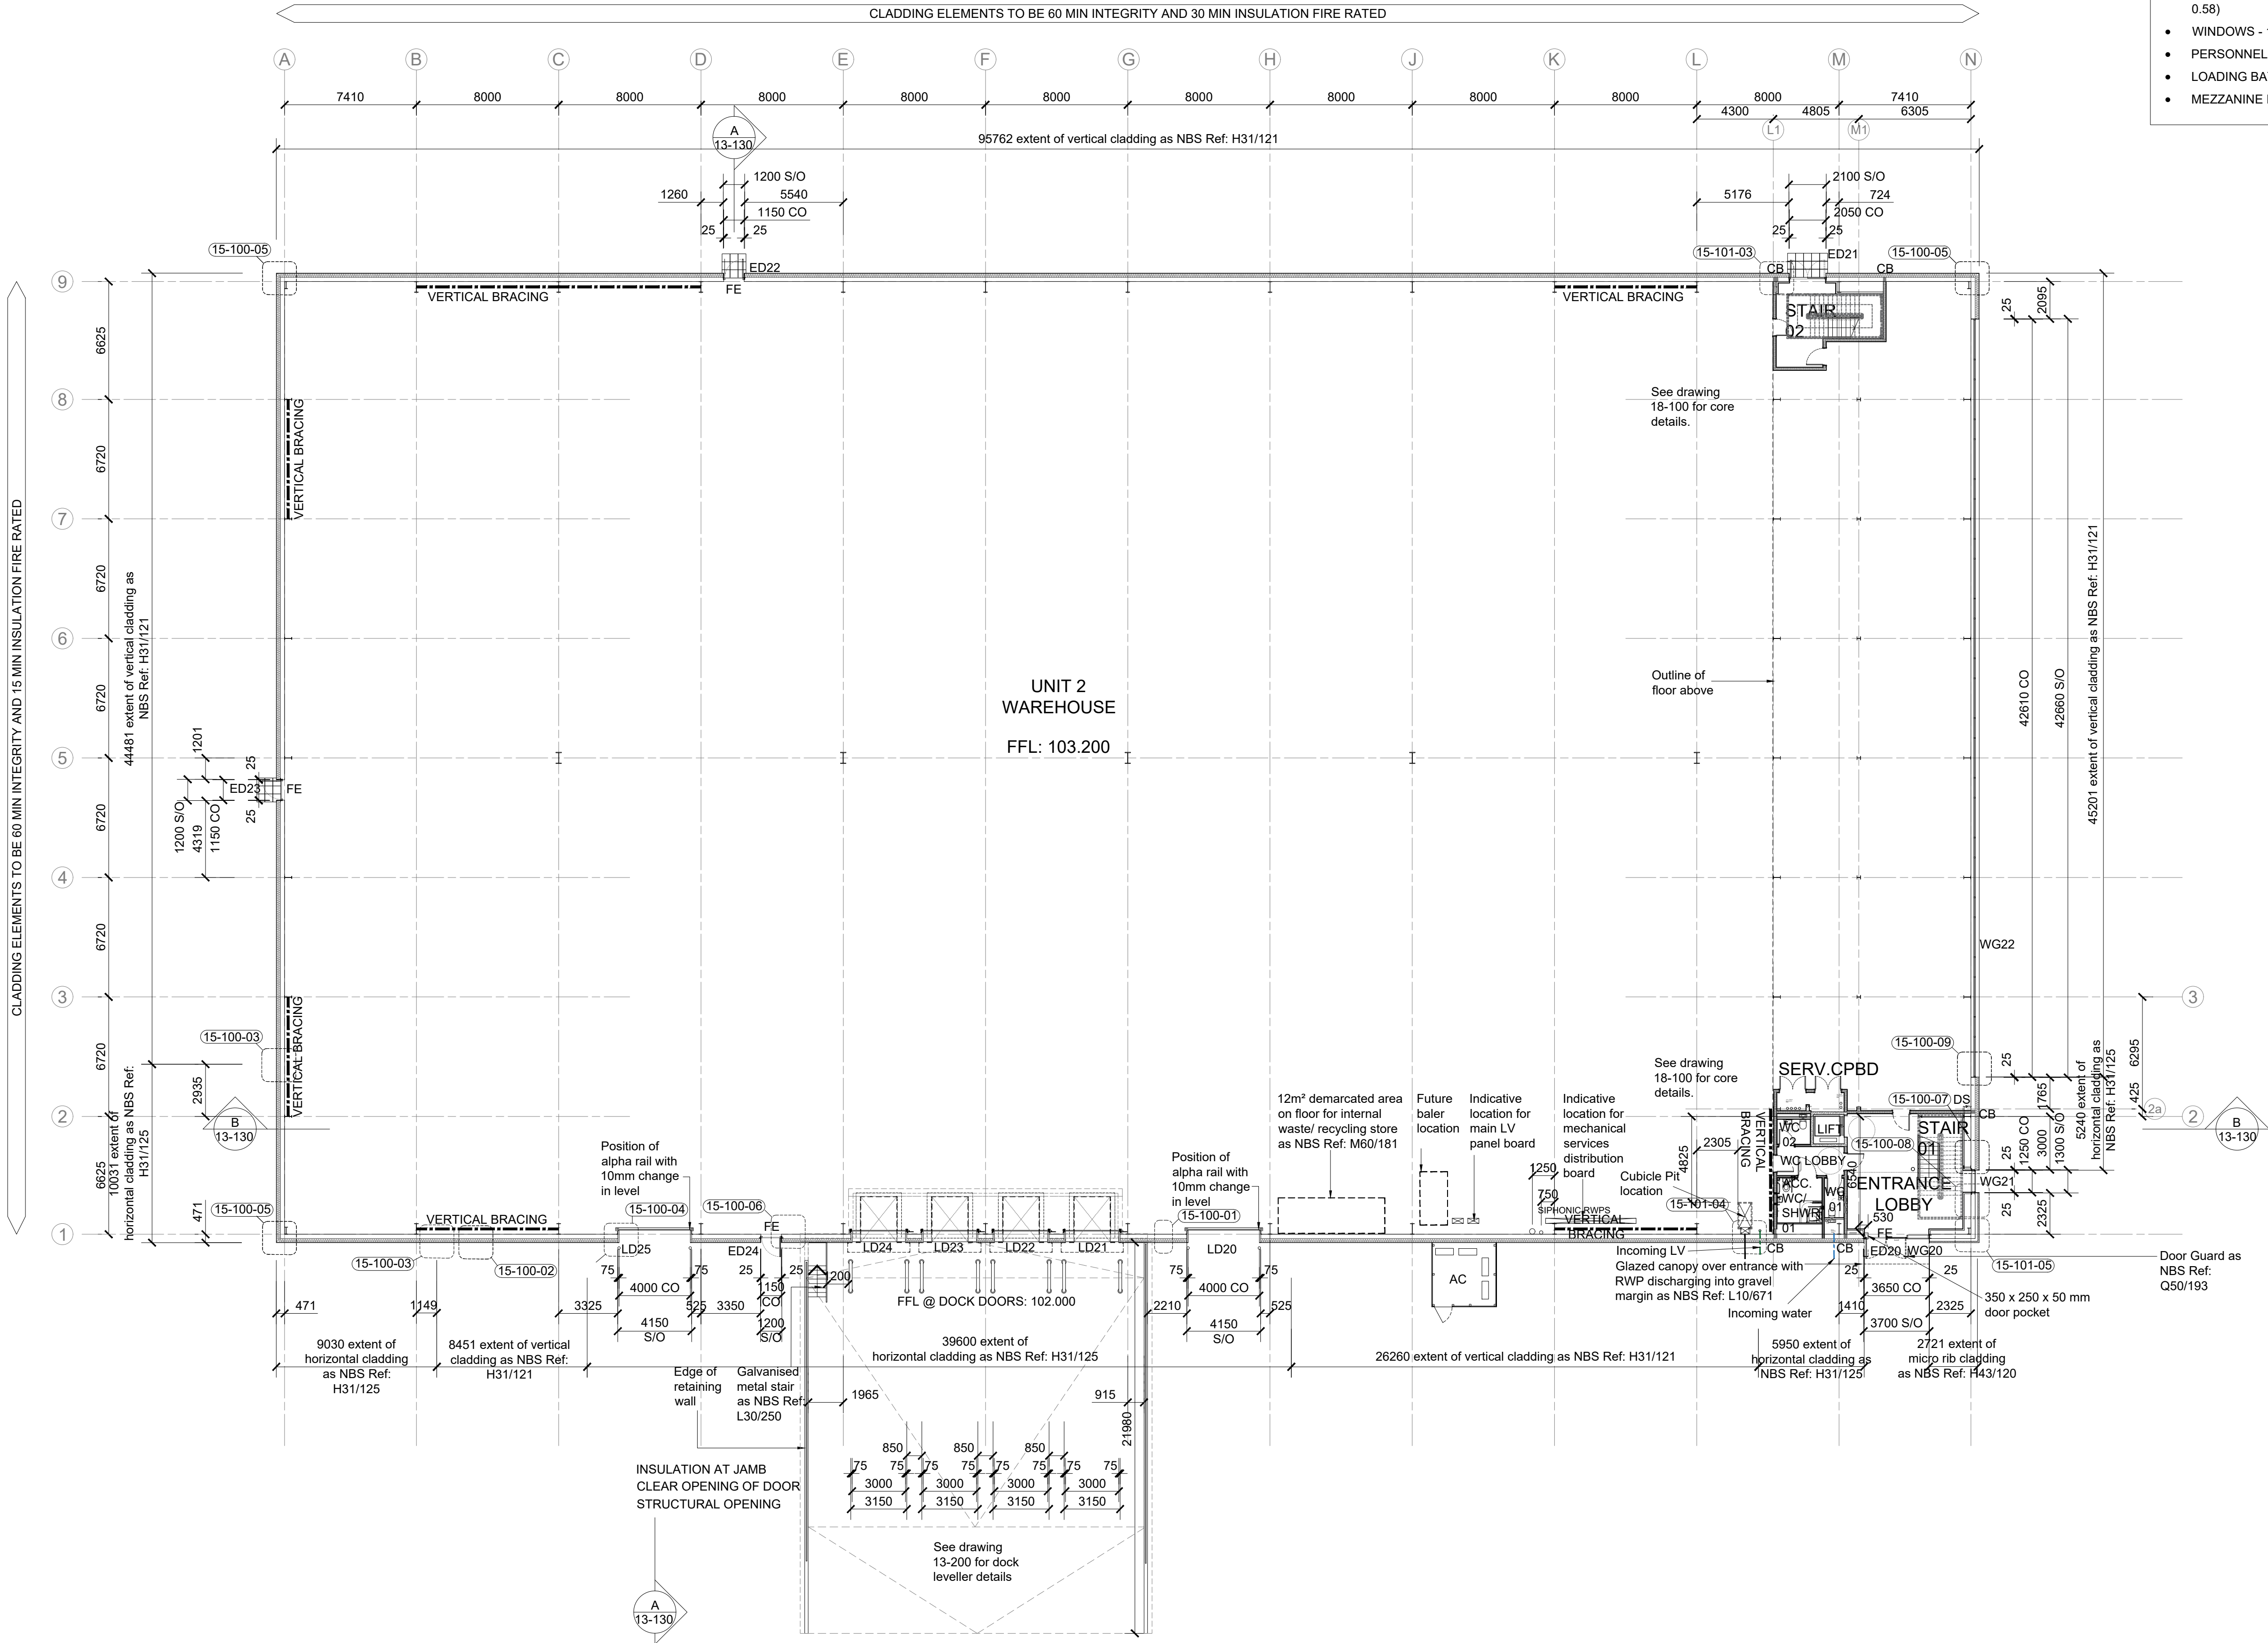 CLADDING ELEMENTS TO BE 60 MIN INTEGRITY AND 30 MIN INSULATION FIRE RATED
0.58)
• WINDOWS -
• PERSONNEL
• LOADING BA
• MEZZANINE
A
B
C
D
E
F
G
H
J
K
L
M
N
7410
8000
8000
8000
8000
8000
8000
8000
8000
8000
8000
7410
4300
4805
6305
L1
M1
A
13-130
95762 extent of vertical cladding as NBS Ref: H31/121
1200 S/O
1260
5540
1150 CO
25
25
2100 S/O
5176
724
2050 CO
25
25
15-100-05
ED22
FE
15-101-03
CB
ED21
CB
15-100-05
9
VERTICAL BRACING
VERTICAL BRACING
STAIR
02
25
2095
6625
8
See drawing
18-100 for core
details.
CLADDING ELEMENTS TO BE 60 MIN INTEGRITY AND 15 MIN INSULATION FIRE RATED
6720
VERTICAL BRACING
7
6720
44481 extent of vertical cladding as
NBS Ref: H31/121
6
6720
UNIT 2
WAREHOUSE
FFL: 103.200
Outline of
floor above
42610 CO
42660 S/O
45201 extent of vertical cladding as NBS Ref: H31/121
5
1201
25
ED23
FE
25
1200 S/O
4319
1150 CO
6720
4
6720
WG22
3
3
VERTICAL BRACING
6720
15-100-03
2935
10031 extent of
horizontal cladding as NBS Ref:
H31/125
2
B
13-130
6625
471
15-100-05
1
15-100-09
See drawing
18-100 for core
details.
SERV.CPBD
25
6295
425
1765
5240 extent of
horizontal cladding as
NBS Ref: H31/125
15-100-07
DS
CB
2a
2
B
13-130
12m² demarcated area
on floor for internal
waste/ recycling store
as NBS Ref: M60/181
Future
baler
location
Indicative
location for
main LV
panel board
Indicative
location for
mechanical
services
distribution
board
VERTICAL
BRACING
2305
4825
WC
02
LIFT
STAIR
01
15-100-08
WC LOBBY
6540
25
1250 CO
3000
1300 S/O
ACC.
WC/
SHWR
01
WC
01
ENTRANCE
LOBBY
WG21
25
2325
Cubicle Pit
location
15-101-04
1250
750
SIPHONIC RWPS
VERTICAL
BRACING
530
FE
Position of
alpha rail with
10mm change
in level
15-100-04
15-100-06
FE
Position of
alpha rail with
10mm change
in level
15-100-01
VERTICAL BRACING
15-100-03
15-100-02
LD25
ED24
LD24
LD23
LD22
LD21
LD20
AC
Incoming LV
CB
CB
ED20
WG20
Glazed canopy over entrance with
RWP discharging into gravel
margin as NBS Ref: L10/671
Incoming water
15-101-05
Door Guard as
NBS Ref:
Q50/193
350 x 250 x 50 mm
door pocket
471
1149
3325
75
75
4000 CO
4150
S/O
525
3350
25
25
1150
CO
1200
S/O
1200
FFL @ DOCK DOORS: 102.000
2210
75
75
4000 CO
4150
S/O
525
25
25
3650 CO
1410
2325
3700 S/O
9030 extent of
horizontal cladding
as NBS Ref:
H31/125
8451 extent of vertical
cladding as NBS Ref:
H31/121
39600 extent of
horizontal cladding as NBS Ref: H31/125
26260 extent of vertical cladding as NBS Ref: H31/121
5950 extent of
horizontal cladding as
NBS Ref: H31/125
2721 extent of
micro rib cladding
as NBS Ref: H43/120
Edge of
retaining
wall
Galvanised
metal stair
as NBS Ref:
L30/250
1965
915
21980
850
850
850
75
75
75
75
75
75
75
75
3000
3000
3000
3000
3150
3150
3150
3150
INSULATION AT JAMB
CLEAR OPENING OF DOOR
STRUCTURAL OPENING
See drawing
13-200 for dock
leveller details
A
13-130